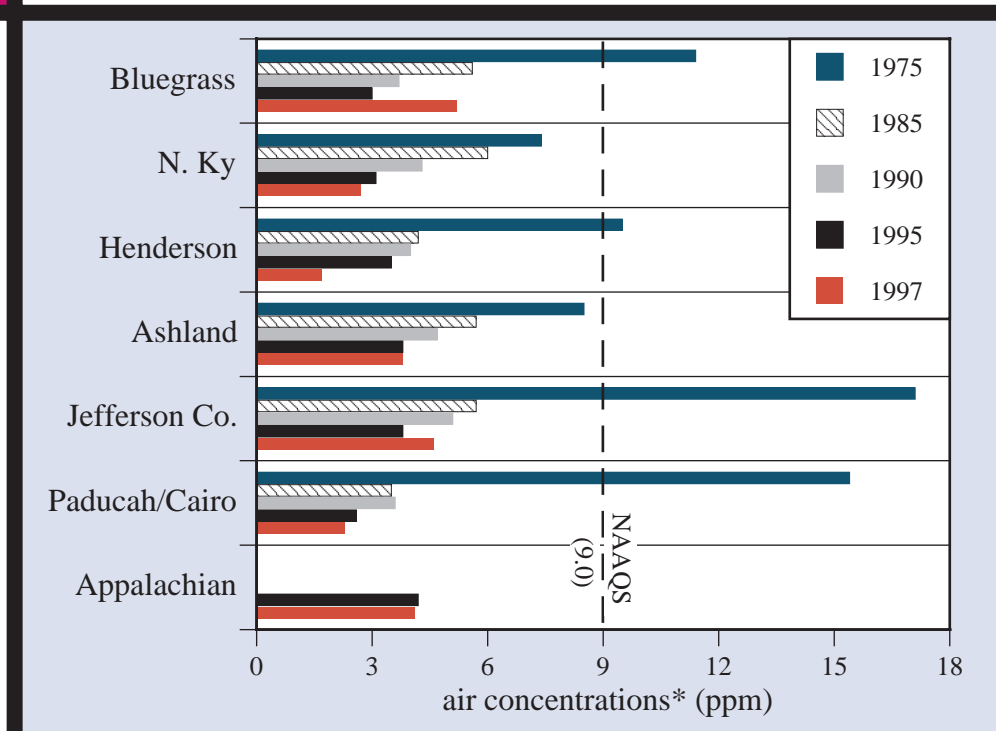 Bluegrass
N. Ky
Henderson
Ashland
Jefferson Co.
Paducah/Cairo
Appalachian
1975
1985
1990
1995
1997
NAAQS
(9.0)
0 3 6 9 12 15 18
air concentrations* (ppm)